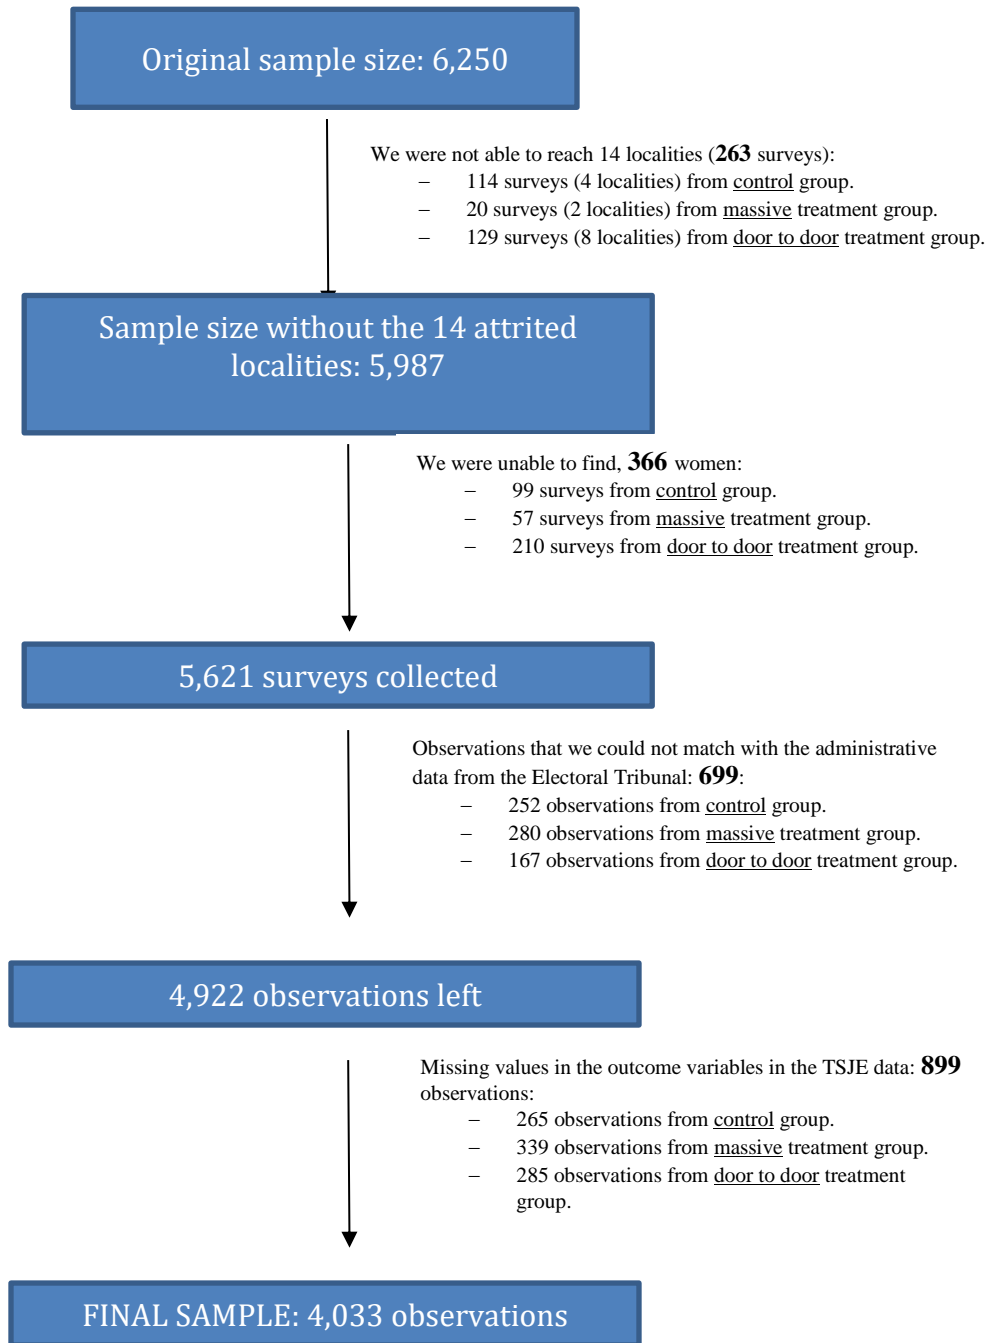 Original sample size: 6,250
We were not able to reach 14 localities (263 surveys):
– 114 surveys (4 localities) from control group.
– 20 surveys (2 localities) from massive treatment group.
– 129 surveys (8 localities) from door to door treatment group.
Sample size without the 14 attrited
localities: 5,987
We were unable to find, 366 women:
– 99 surveys from control group.
– 57 surveys from massive treatment group.
– 210 surveys from door to door treatment group.
5,621 surveys collected
Observations that we could not match with the administrative
data from the Electoral Tribunal: 699:
– 252 observations from control group.
– 280 observations from massive treatment group.
– 167 observations from door to door treatment group.
4,922 observations left
Missing values in the outcome variables in the TSJE data: 899
observations:
– 265 observations from control group.
– 339 observations from massive treatment group.
– 285 observations from door to door treatment
group.
FINAL SAMPLE: 4,033 observations